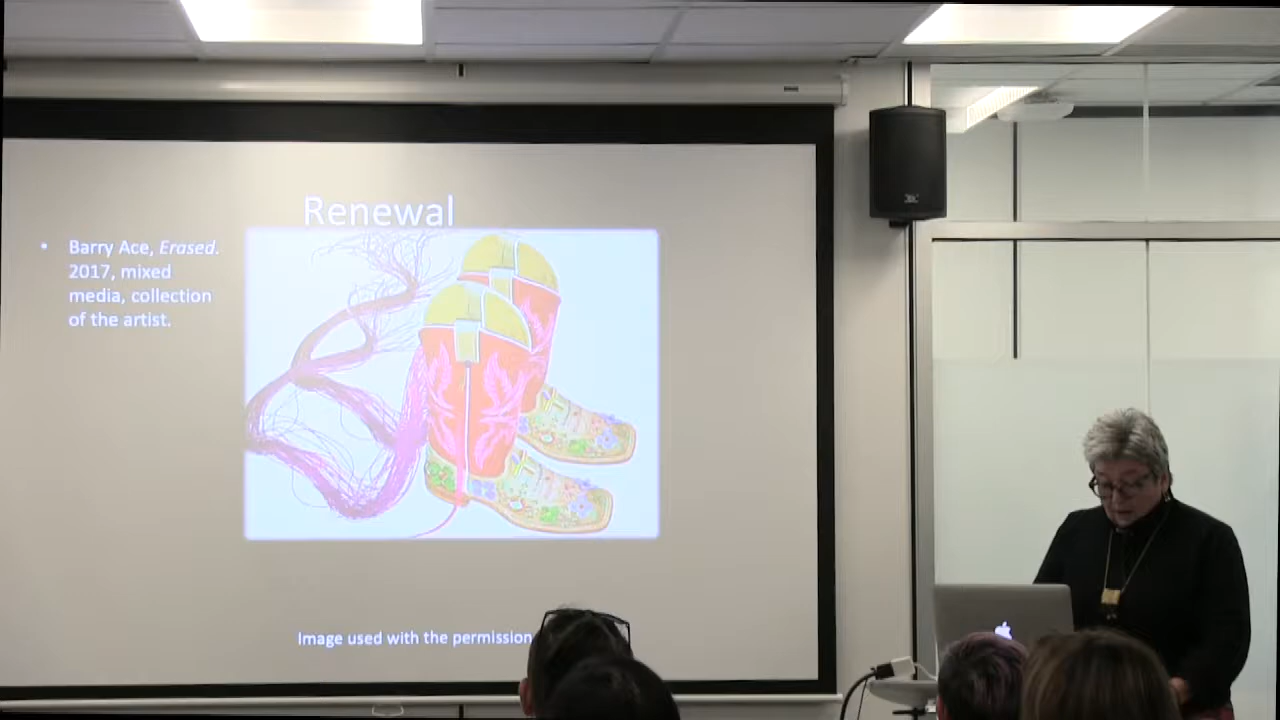 Renewal
• Barry Ace, Erased.
2017, mixed
media, collection
of the artist.
Image used with the permission